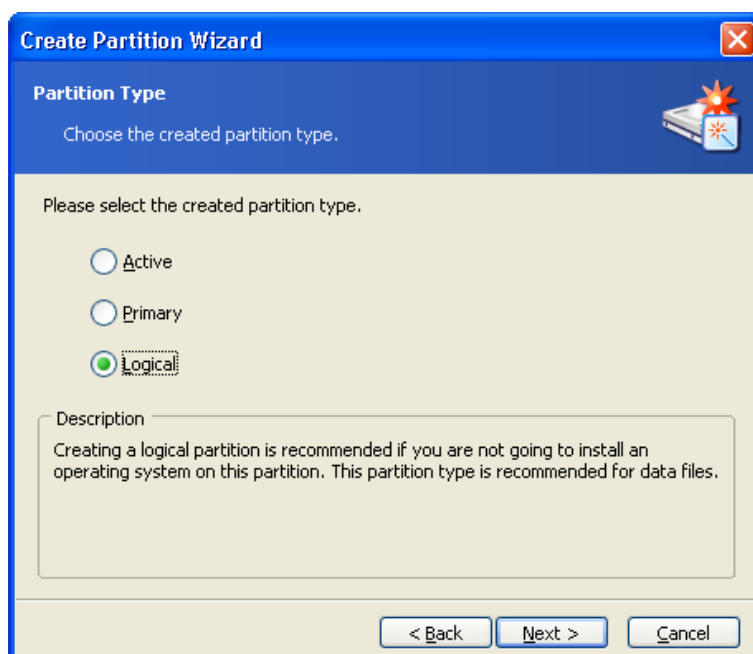 Create Partition Wizard
Partition Type
Choose the created partition type.
Please select the created partition type.
Active
Primary
Logical
Description
Creating a logical partition is recommended if you are not going to install an
operating system on this partition. This partition type is recommended for data files.
< Back
Next >
Cancel